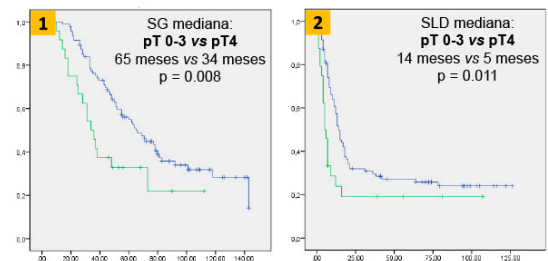 1
SG mediana:
pT 0-3 vs pT4
65 meses vs 34 meses
p = 0.008
1,0
0,8
0,6
0,4
0,2
0,0
,00 20,00 40,00 60,00 80,00 100,00 120,00 140,00
2
SLD mediana:
pT 0-3 vs pT4
14 meses vs 5 meses
p = 0.011
1,0
0,8
0,6
0,4
0,2
0,0
,00 25,00 50,00 75,00 100,00 125,00